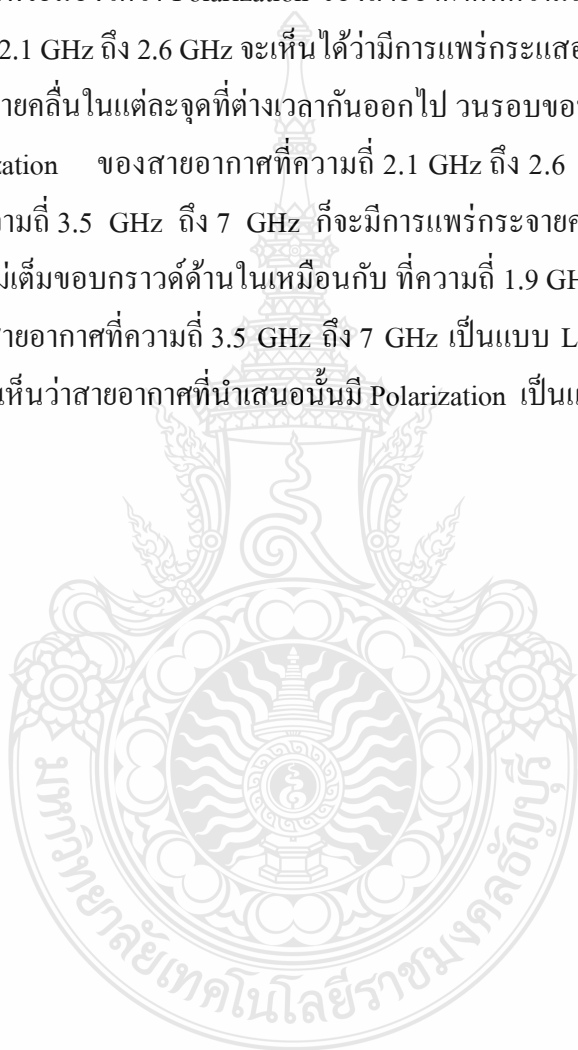 Polarization
2.1 GHz ถึง 2.6 GHz จะเห็นได้ว่ามีการแพร่กระแส
ายคลื่นในแต่ละจุดที่ต่างเวลากันออกไป วนรอบขอ
zation ของสายอากาศที่ความถี่ 2.1 GHz ถึง 2.6
ามถี่ 3.5 GHz ถึง 7 GHz ก็จะมีการแพร่กระจายค
ม่เต็มขอบกราวด์ด้านในเหมือนกับ ที่ความถี่ 1.9 GH
สายอากาศที่ความถี่ 3.5 GHz ถึง 7 GHz เป็นแบบ L
เห็นว่าสายอากาศที่นำเสนอนั้นมี Polarization เป็นแ
มหาวิทยาลัยเทคโนโลยีราชมงคลธัญบุรี